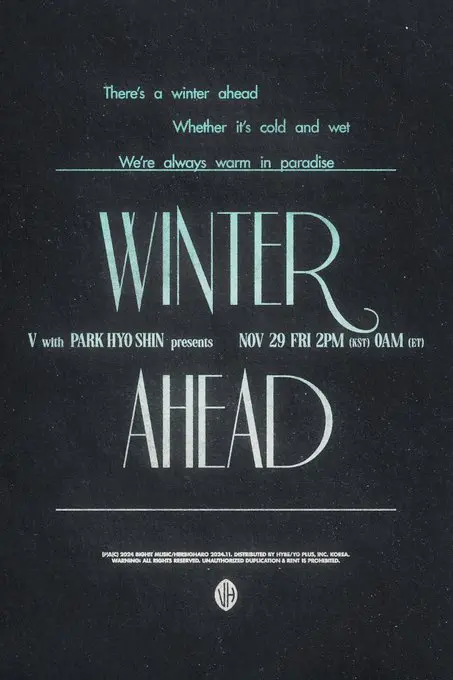 There's a winter ahead
Whether it's cold and wet
We're always warm in paradise
WINTER
V with PARK HYO SHIN presents NOV 29 FRI 2PM (KST) 0AM (ET)
AHEAD
(P)&(C) 2024 BIGHIT MUSIC/HERBIGHARO 2024.11. DISTRIBUTED BY HYBE/YG PLUS, INC. KOREA.
WARNING: ALL RIGHTS RESERVED. UNAUTHORIZED DUPLICATION & RENT IS PROHIBITED.
VH